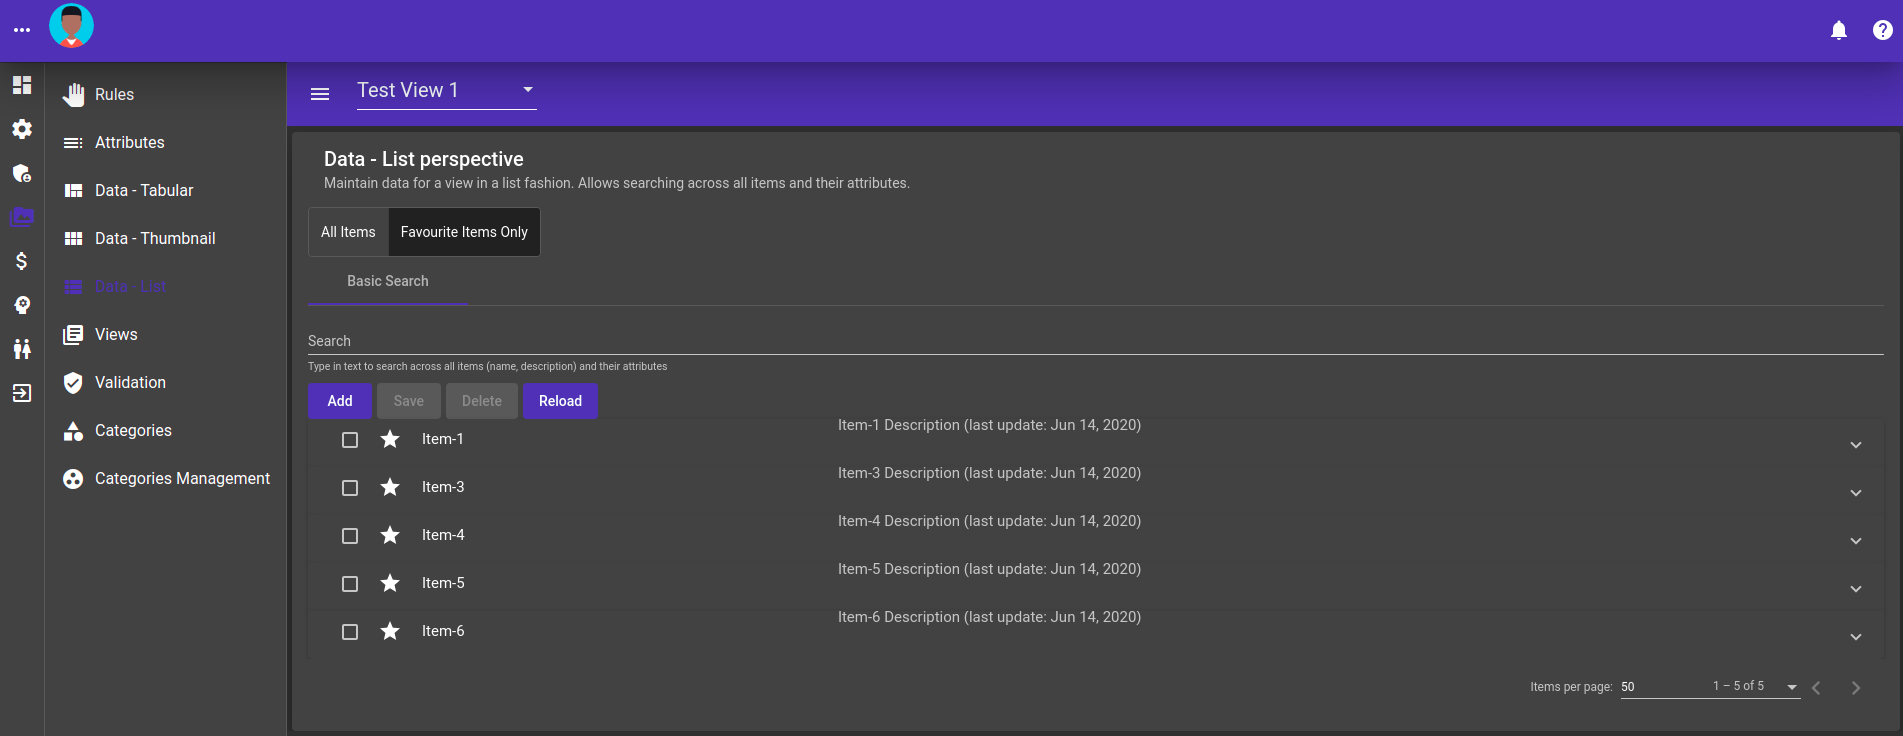 Test View 1
Rules
Attributes
Data - Tabular
Data - Thumbnail
Data - List
Views
Validation
Categories
Categories Management
Data - List perspective
Maintain data for a view in a list fashion. Allows searching across all items and their attributes.
All Items Favourite Items Only
Basic Search
Search
Type in text to search across all items (name, description) and their attributes
Add Save Delete Reload
Item-1 Item-1 Description (last update: Jun 14, 2020)
Item-3 Item-3 Description (last update: Jun 14, 2020)
Item-4 Item-4 Description (last update: Jun 14, 2020)
Item-5 Item-5 Description (last update: Jun 14, 2020)
Item-6 Item-6 Description (last update: Jun 14, 2020)
Items per page: 50 1 – 5 of 5